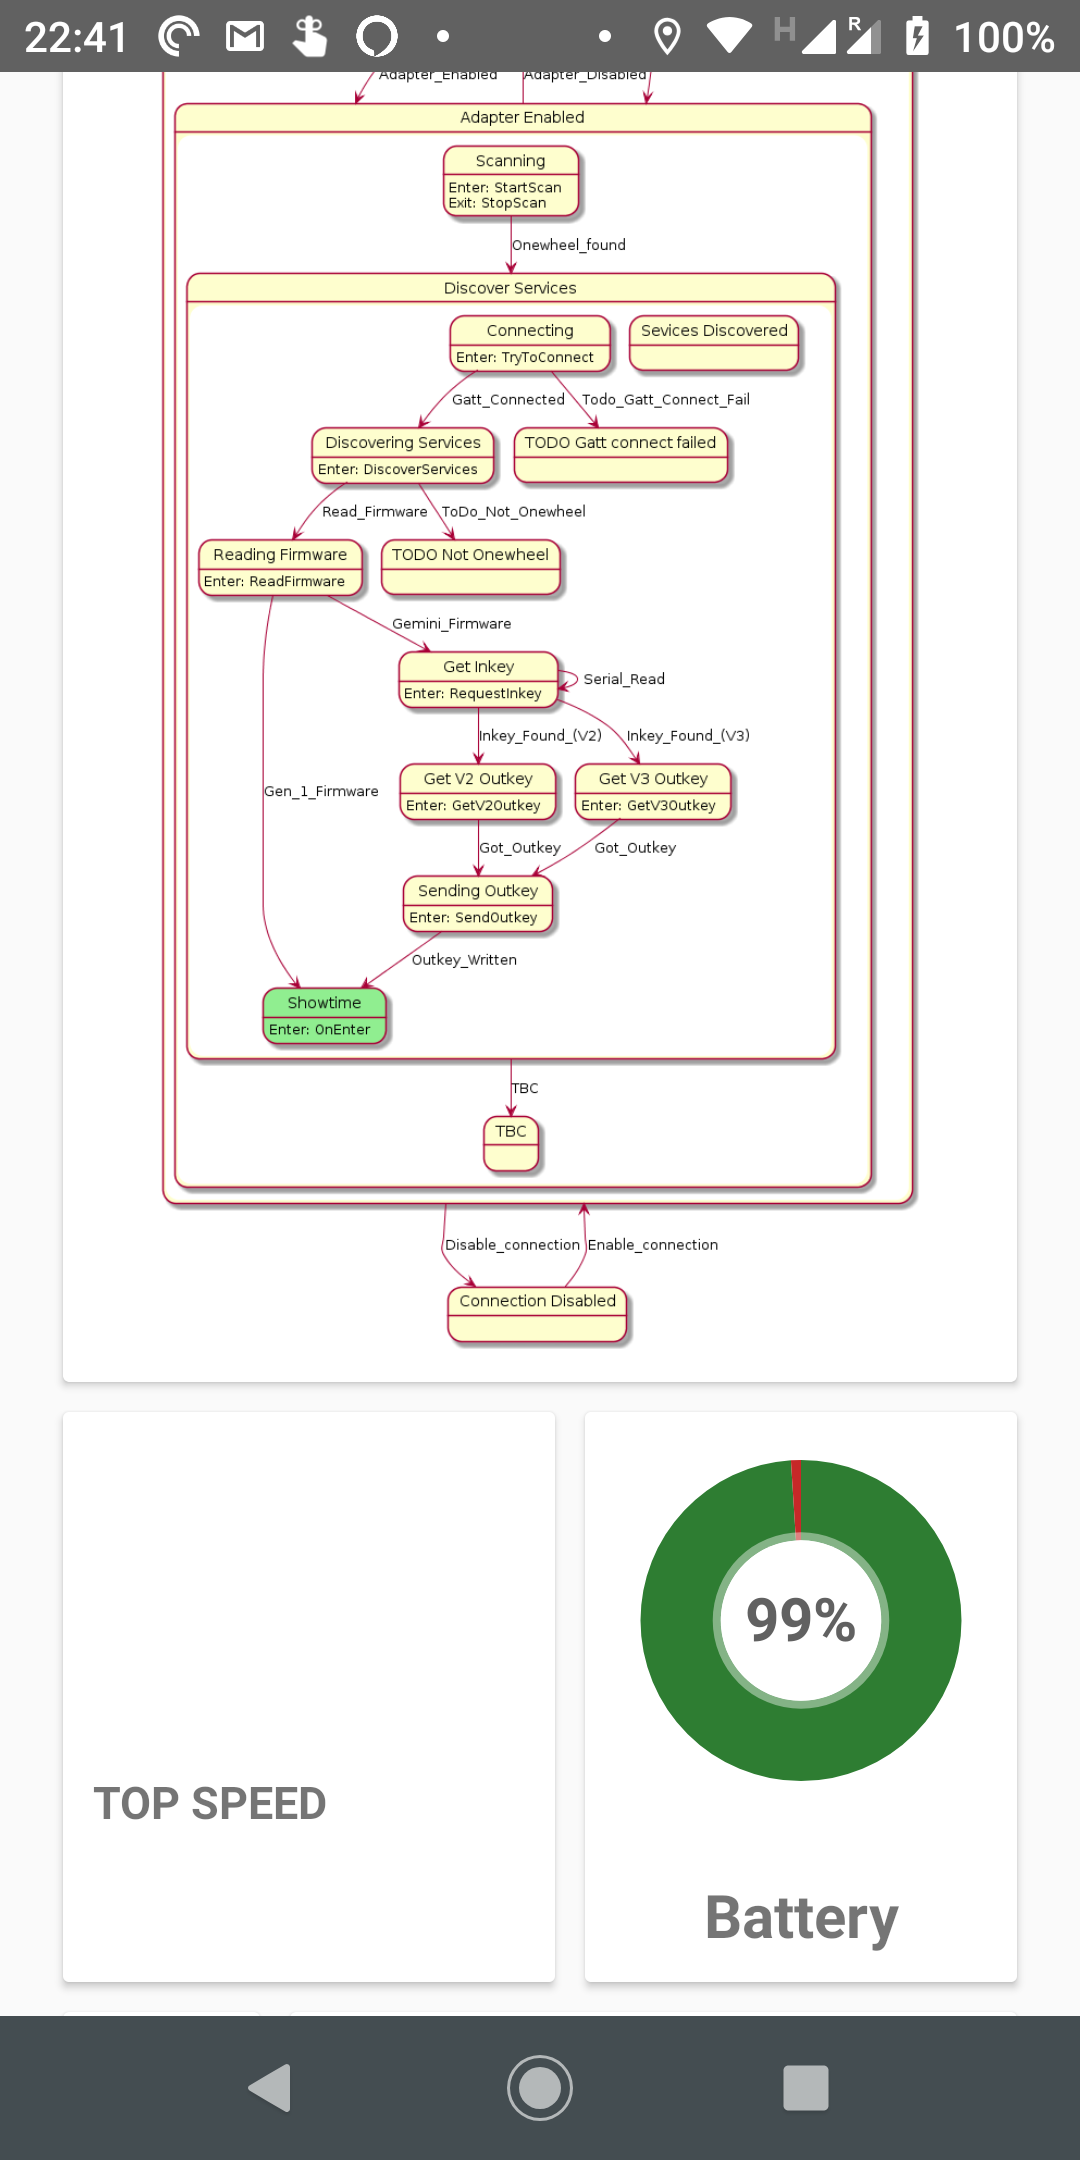 22:41
H
R
100%
Adapter_Enabled
Adapter_Disabled
Adapter Enabled
Scanning
Enter: StartScan
Exit: StopScan
Onewheel_found
Discover Services
Connecting
Enter: TryToConnect
Sevices Discovered
Gatt_Connected
Todo_Gatt_Connect_Fail
Discovering Services
Enter: DiscoverServices
TODO Gatt connect failed
Read_Firmware
ToDo_Not_Onewheel
Reading Firmware
Enter: ReadFirmware
TODO Not Onewheel
Gemini_Firmware
Get Inkey
Enter: RequestInkey
Serial_Read
Inkey_Found_(V2)
Inkey_Found_(V3)
Get V2 Outkey
Enter: GetV2Outkey
Get V3 Outkey
Enter: GetV3Outkey
Gen_1_Firmware
Got_Outkey
Got_Outkey
Sending Outkey
Enter: SendOutkey
Outkey_Written
Showtime
Enter: OnEnter
TBC
TBC
Disable_connection
Enable_connection
Connection Disabled
99%
TOP SPEED
Battery